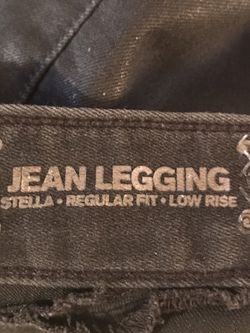 JEAN LEGGING
STELLA • REGULAR FIT • LOW RISE